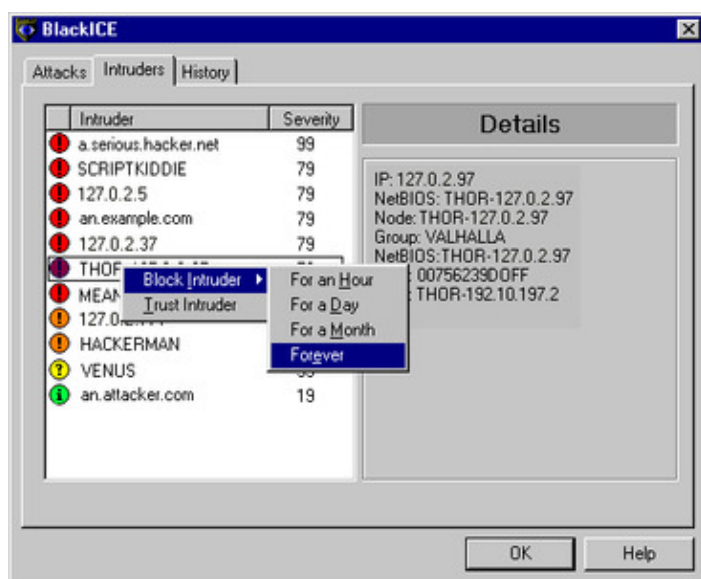 BlackICE
Attacks Intruders History
Intruder Severity
a.serious.hacker.net 99
SCRIPTKIDDIE 79
127.0.2.5 79
an.example.com 79
127.0.2.37 79
THOR
MEAN
127.0.2
HACKERMAN
VENUS
an.attacker.com 19
Block Intruder
Trust Intruder
For an Hour
For a Day
For a Month
Forever
Details
IP: 127.0.2.97
NetBIOS: THOR-127.0.2.97
Node: THOR-127.0.2.97
Group: VALHALLA
NetBIOS: THOR-127.0.2.97
00756239DOFF
THOR-192.10.197.2
OK Help